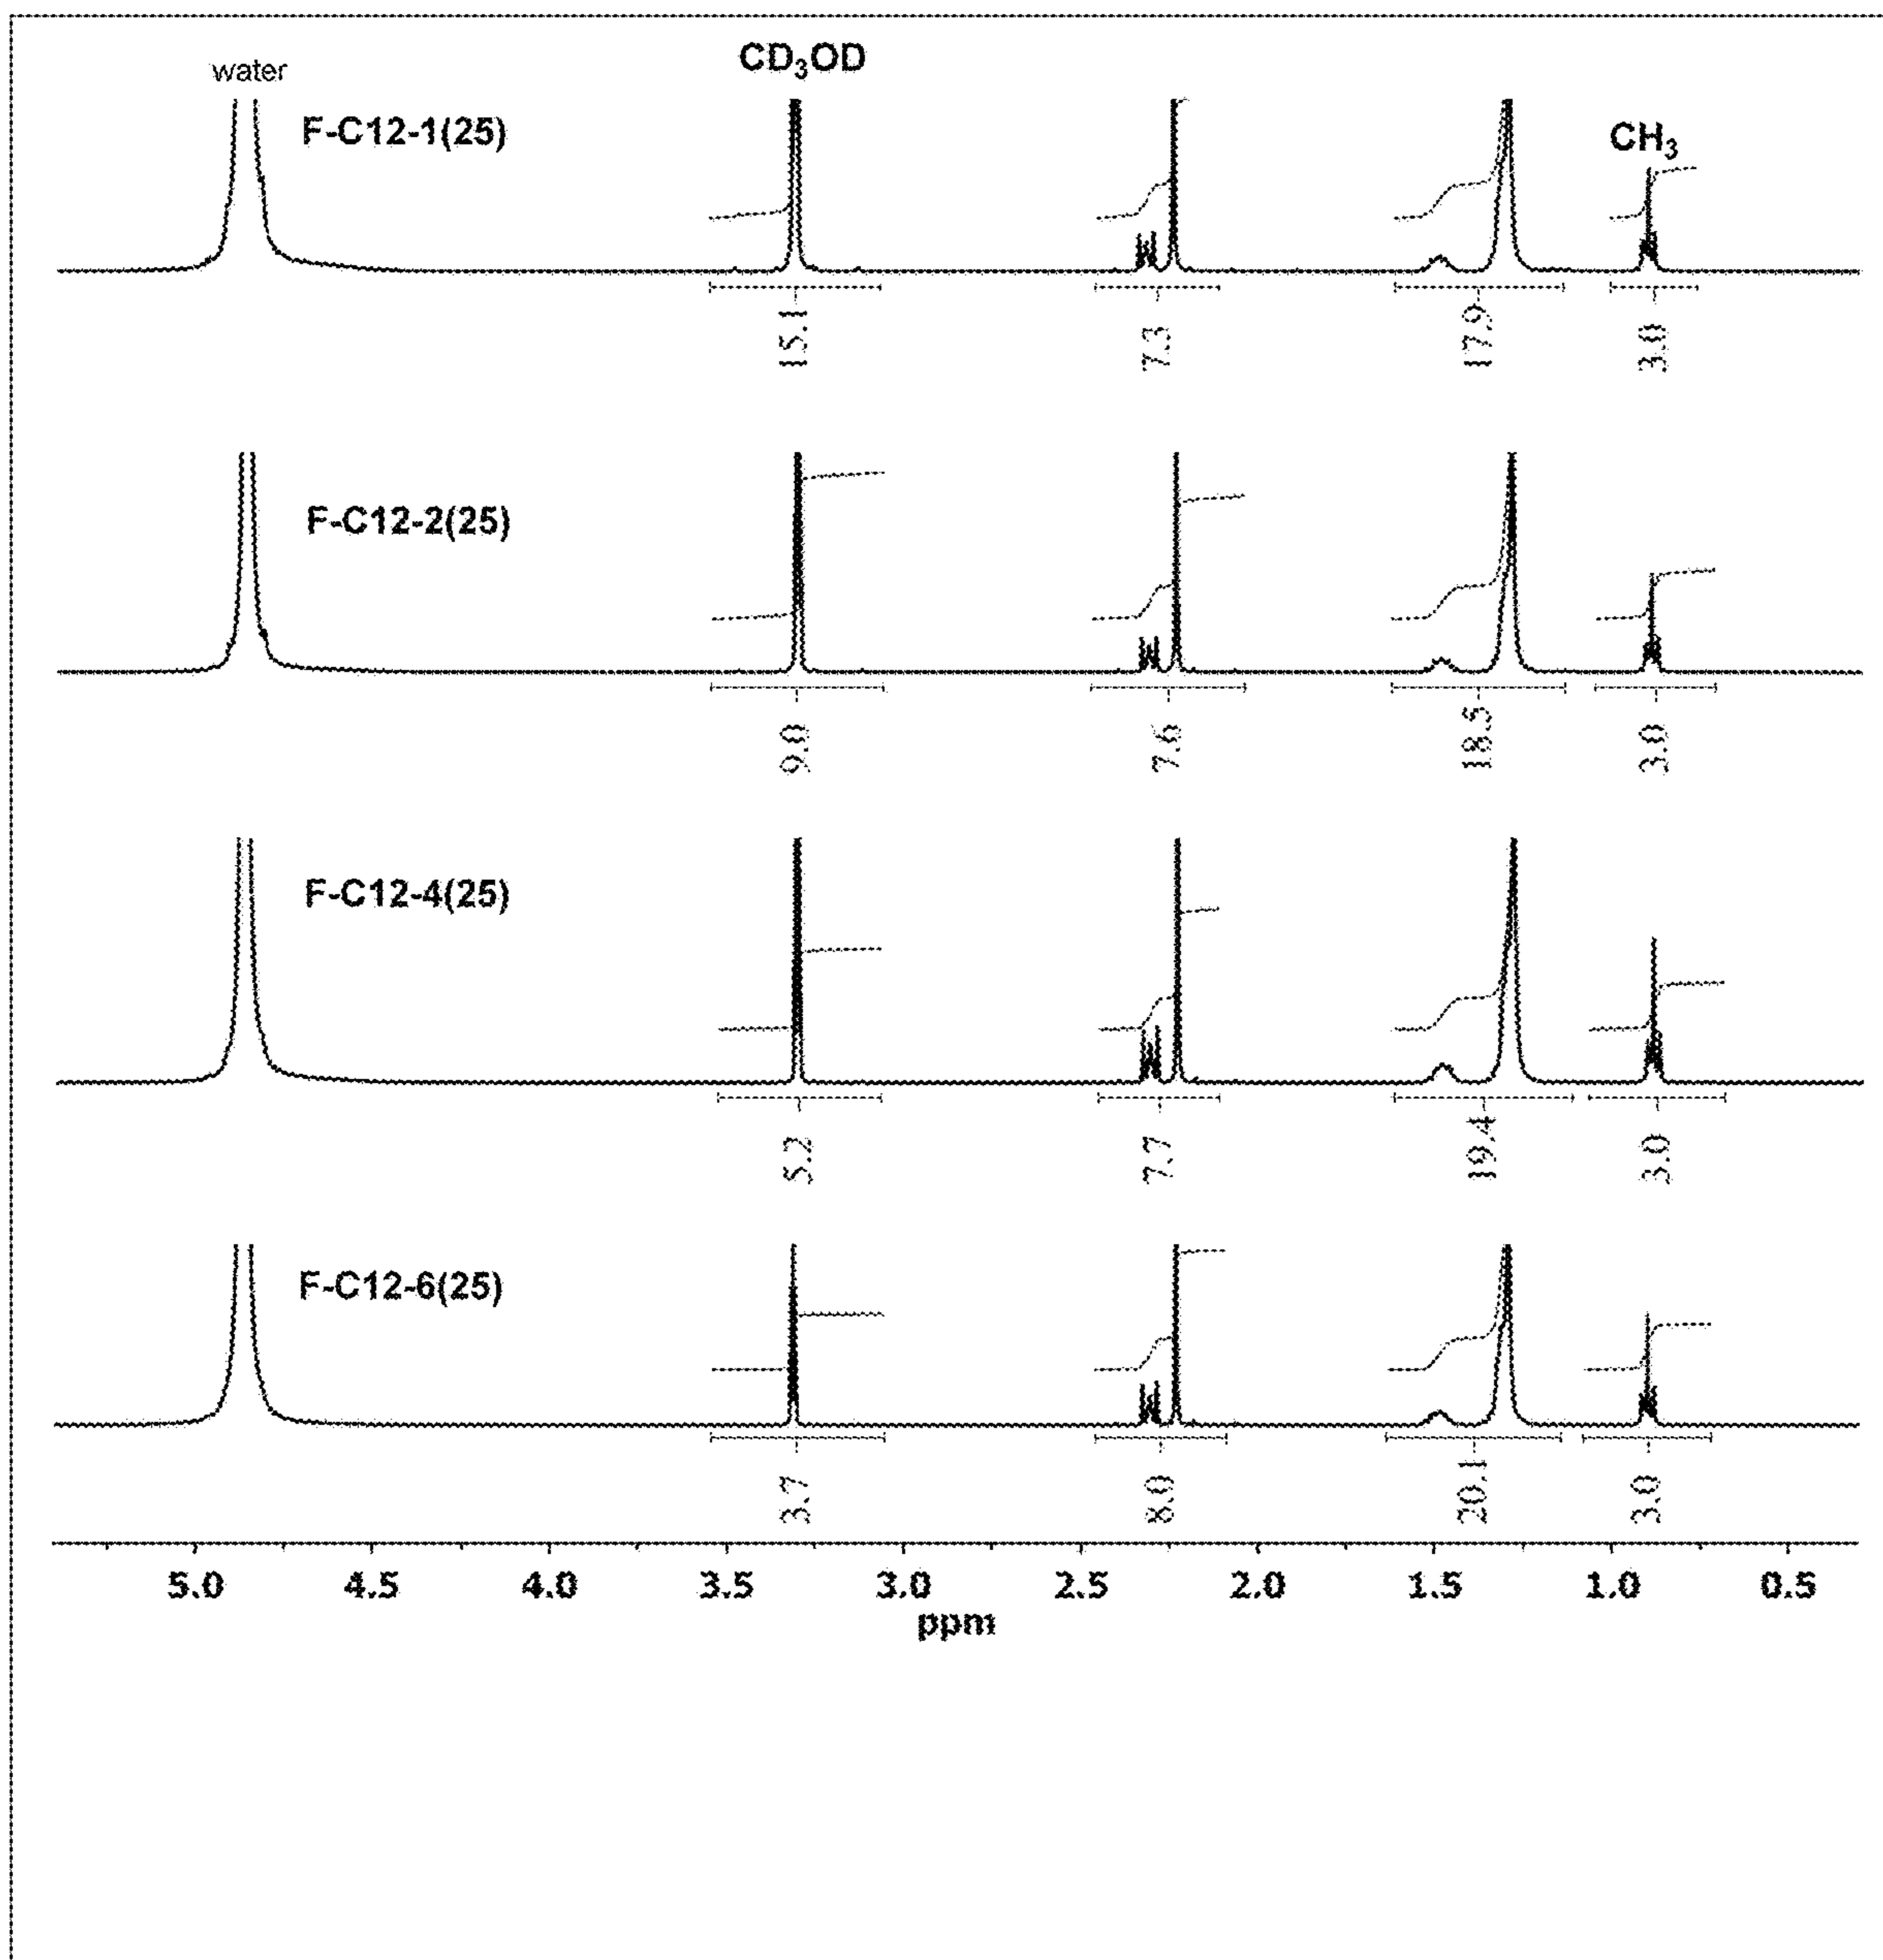 water
CD₃OD
F-C12-1(25)
CH₃
15.1
7.3
17.9
3.0
F-C12-2(25)
9.0
7.6
18.5
3.0
F-C12-4(25)
5.2
7.7
19.4
3.0
F-C12-6(25)
3.7
8.0
20.1
3.0
5.0 4.5 4.0 3.5 3.0 2.5 2.0 1.5 1.0 0.5
ppm